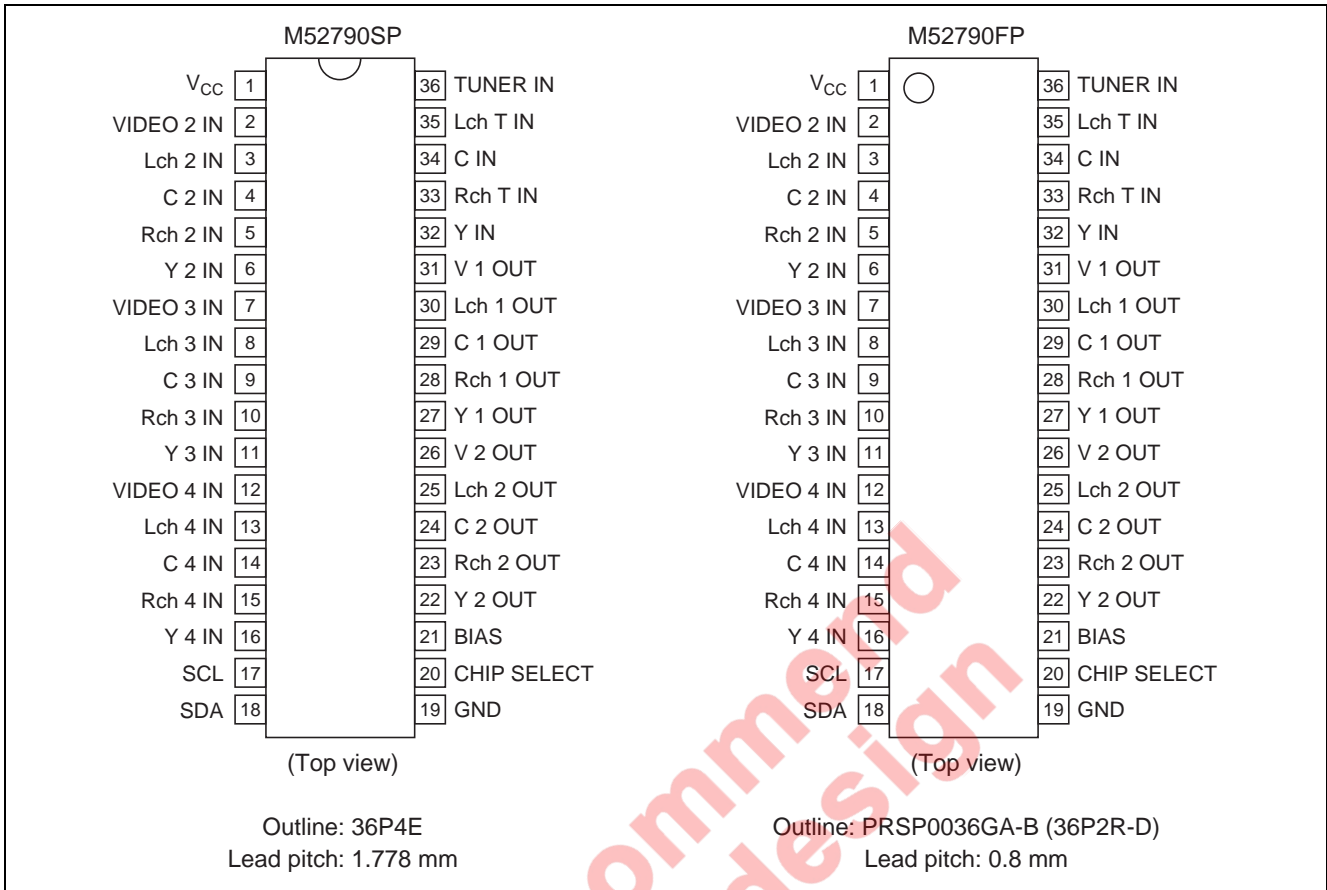 M52790SP
VCC 1 36 TUNER IN
VIDEO 2 IN 2 35 Lch T IN
Lch 2 IN 3 34 C IN
C 2 IN 4 33 Rch T IN
Rch 2 IN 5 32 Y IN
Y 2 IN 6 31 V 1 OUT
VIDEO 3 IN 7 30 Lch 1 OUT
Lch 3 IN 8 29 C 1 OUT
C 3 IN 9 28 Rch 1 OUT
Rch 3 IN 10 27 Y 1 OUT
Y 3 IN 11 26 V 2 OUT
VIDEO 4 IN 12 25 Lch 2 OUT
Lch 4 IN 13 24 C 2 OUT
C 4 IN 14 23 Rch 2 OUT
Rch 4 IN 15 22 Y 2 OUT
Y 4 IN 16 21 BIAS
SCL 17 20 CHIP SELECT
SDA 18 19 GND
(Top view)
Outline: 36P4E
Lead pitch: 1.778 mm
M52790FP
VCC 1 36 TUNER IN
VIDEO 2 IN 2 35 Lch T IN
Lch 2 IN 3 34 C IN
C 2 IN 4 33 Rch T IN
Rch 2 IN 5 32 Y IN
Y 2 IN 6 31 V 1 OUT
VIDEO 3 IN 7 30 Lch 1 OUT
Lch 3 IN 8 29 C 1 OUT
C 3 IN 9 28 Rch 1 OUT
Rch 3 IN 10 27 Y 1 OUT
Y 3 IN 11 26 V 2 OUT
VIDEO 4 IN 12 25 Lch 2 OUT
Lch 4 IN 13 24 C 2 OUT
C 4 IN 14 23 Rch 2 OUT
Rch 4 IN 15 22 Y 2 OUT
Y 4 IN 16 21 BIAS
SCL 17 20 CHIP SELECT
SDA 18 19 GND
(Top view)
Outline: PRSP0036GA-B (36P2R-D)
Lead pitch: 0.8 mm
ommend
design